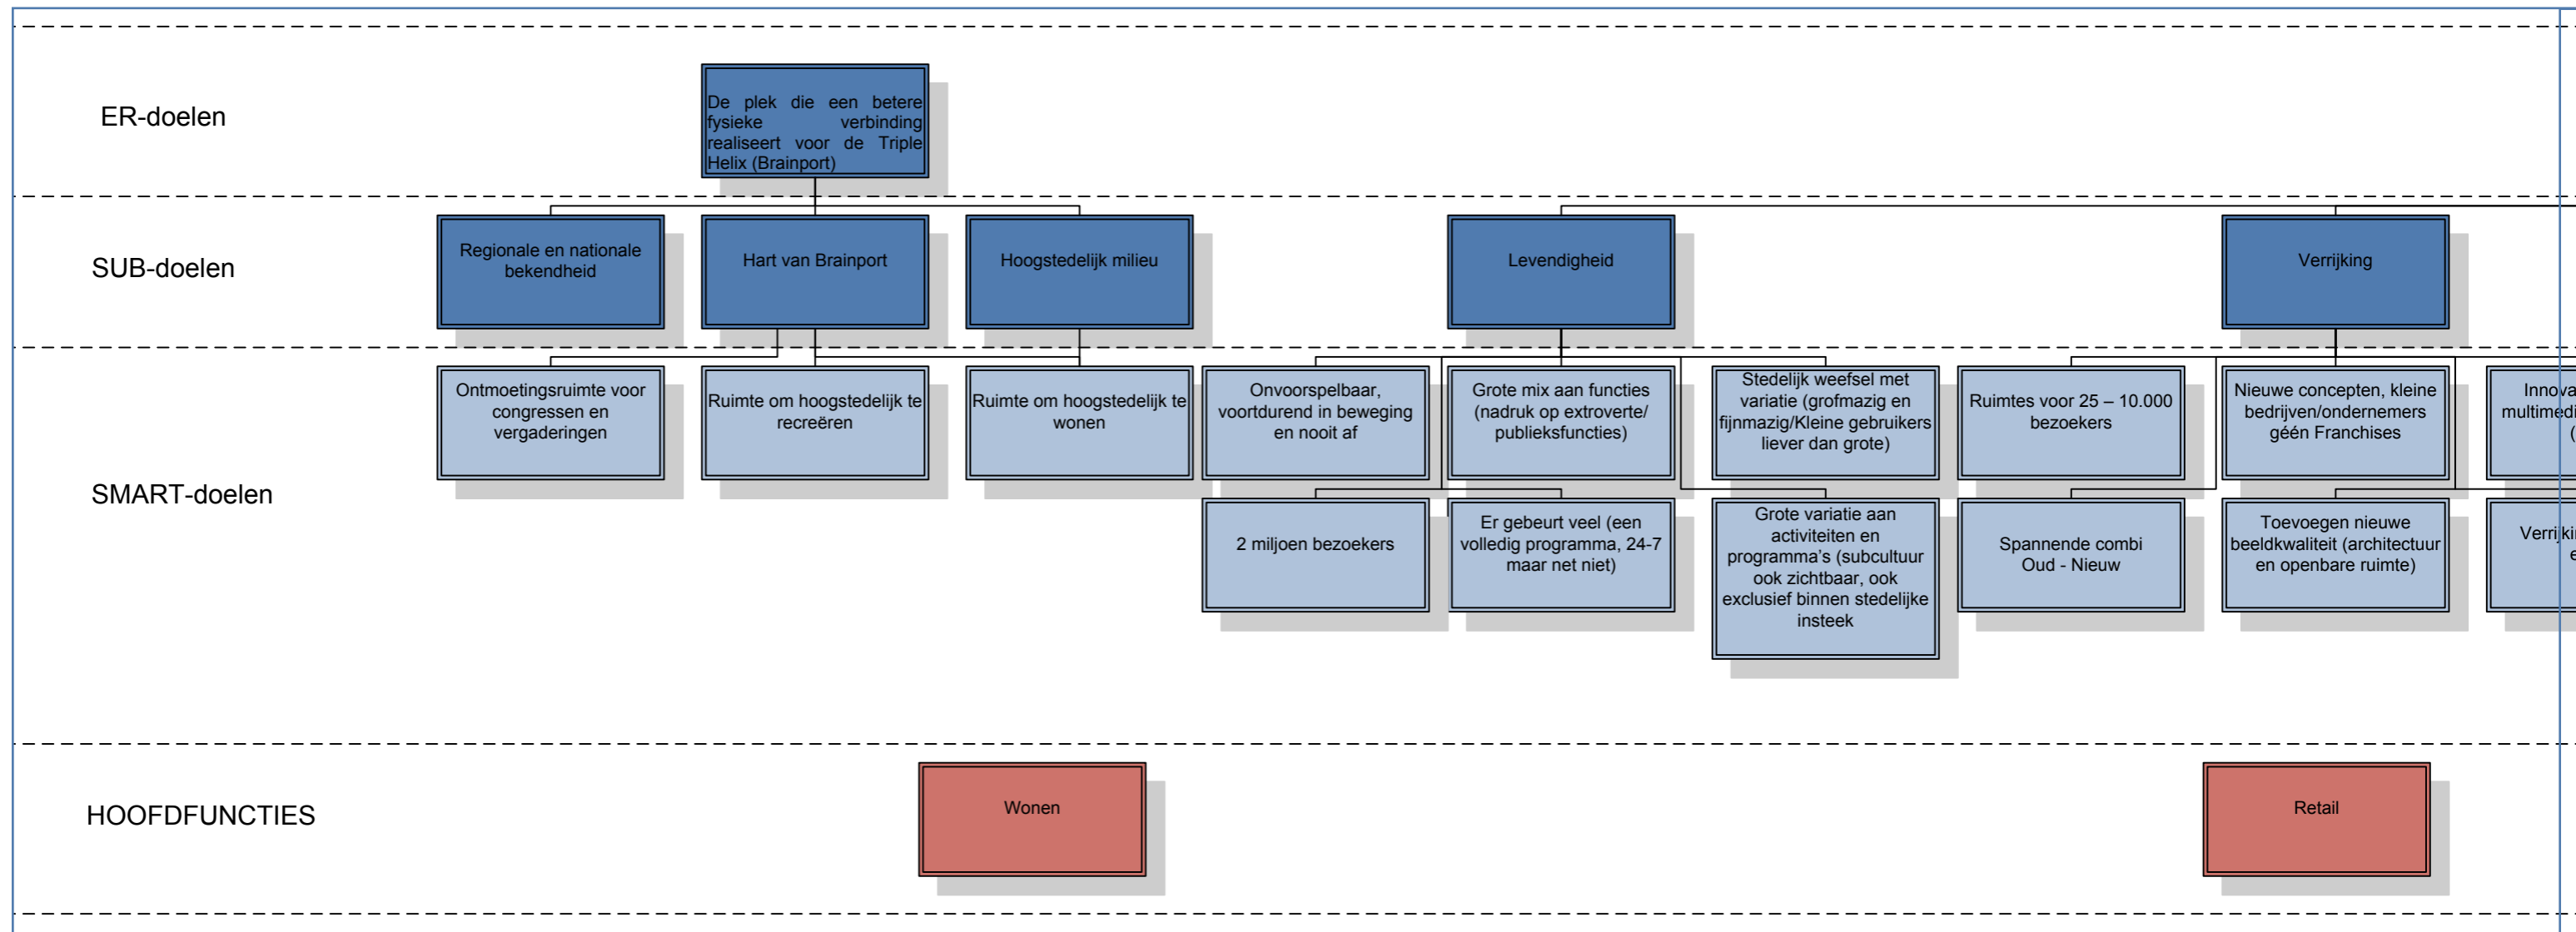 ER-doelen
De plek die een betere
fysieke verbinding
realiseert voor de Triple
Helix (Brainport)
SUB-doelen
Regionale en nationale
bekendheid
Hart van Brainport
Hoogstedelijk milieu
Levendigheid
Verrijking
SMART-doelen
Ontmoetingsruimte voor
congressen en
vergaderingen
Ruimte om hoogstedelijk te
recreëren
Ruimte om hoogstedelijk te
wonen
Onvoorspelbaar,
voortdurend in beweging
en nooit af
Grote mix aan functies
(nadruk op extroverte/
publieksfuncties)
Stedelijk weefsel met
variatie (grofmazig en
fijnmazig/Kleine gebruikers
liever dan grote)
Ruimtes voor 25 – 10.000
bezoekers
Nieuwe concepten, kleine
bedrijven/ondernemers
géén Franchises
2 miljoen bezoekers
Er gebeurt veel (een
volledig programma, 24-7
maar net niet)
Grote variatie aan
activiteiten en
programma's (subcultuur
ook zichtbaar, ook
exclusief binnen stedelijke
insteek
Spannende combi
Oud - Nieuw
Toevoegen nieuwe
beeldkwaliteit (architectuur
en openbare ruimte)
HOOFDFUNCTIES
Wonen
Retail